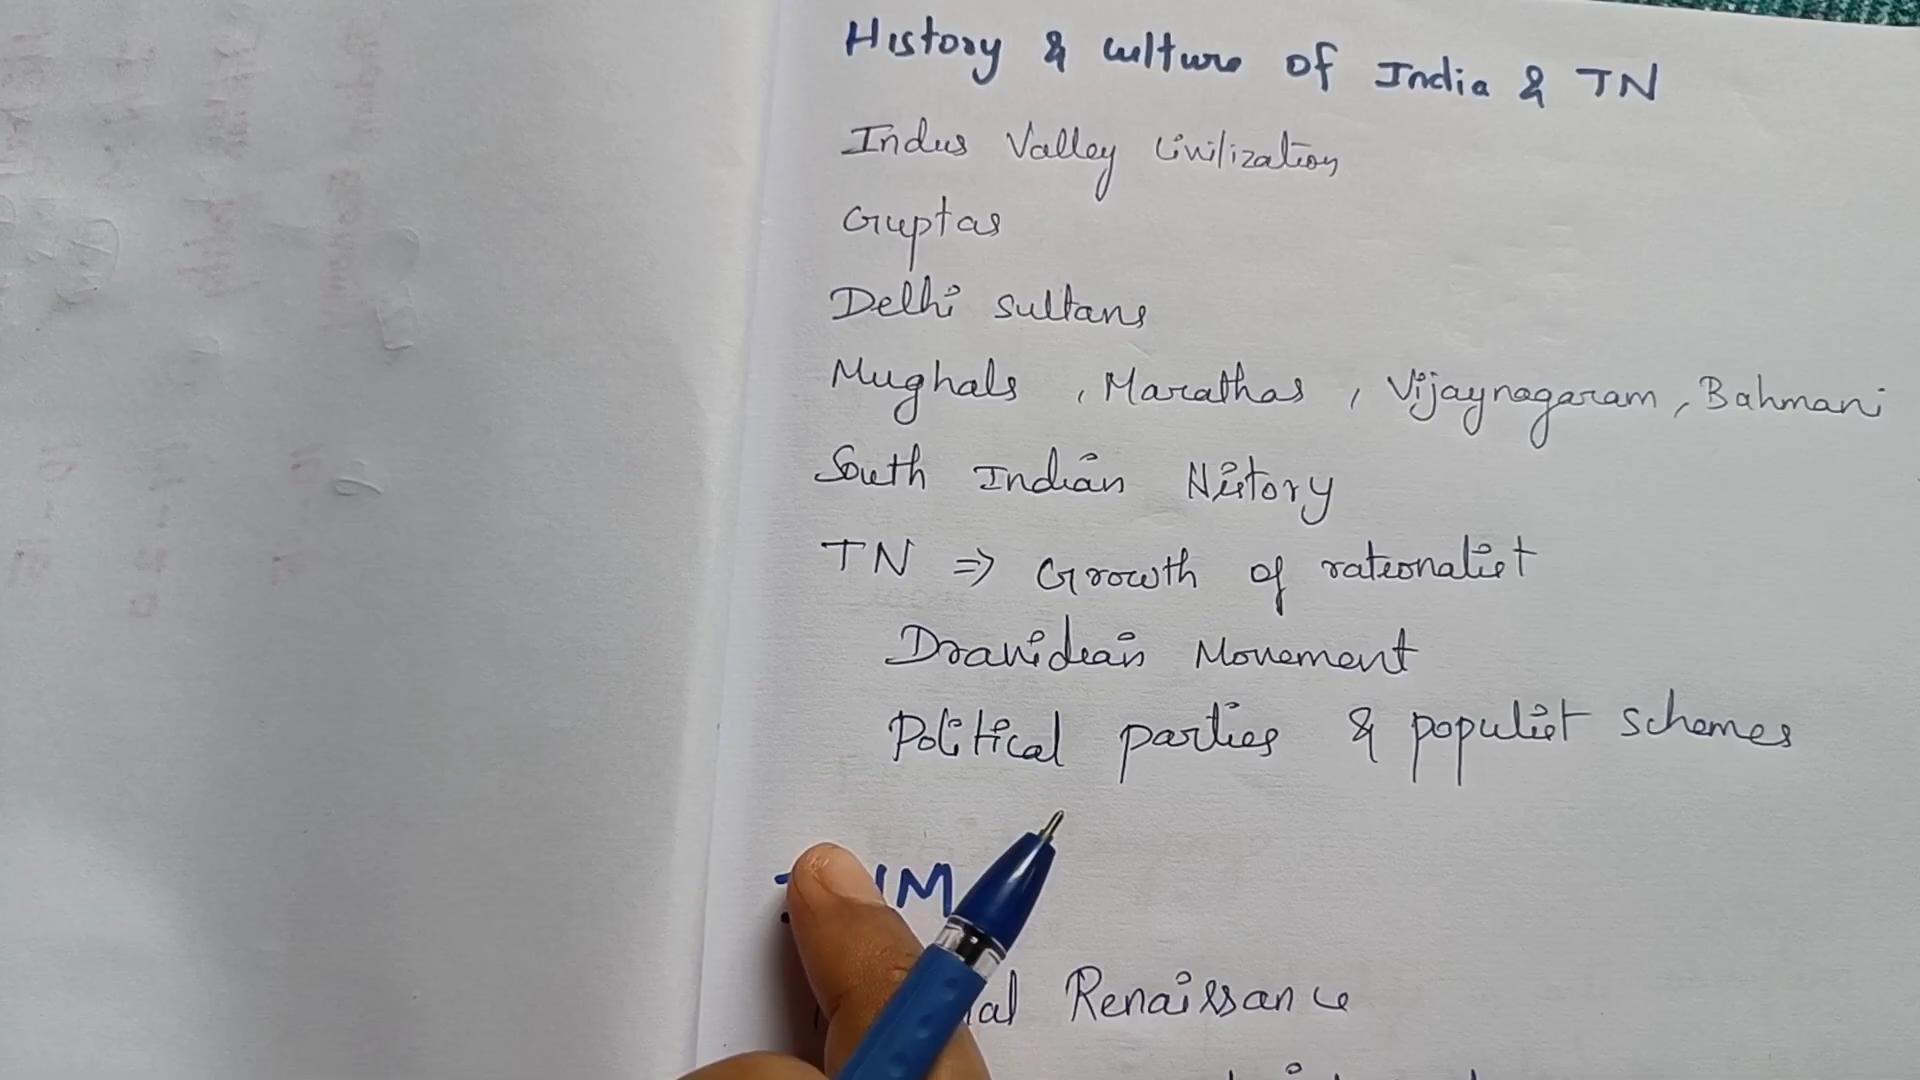 History & culture of India & TN
Indus Valley Civilization
Guptas
Delhi Sultans
Mughals , Marathas , Vijaynagaram, Bahmani
South Indian History
TN => Growth of rationalist
Dravidian Movement
Political parties & populist schemes
Renaissance